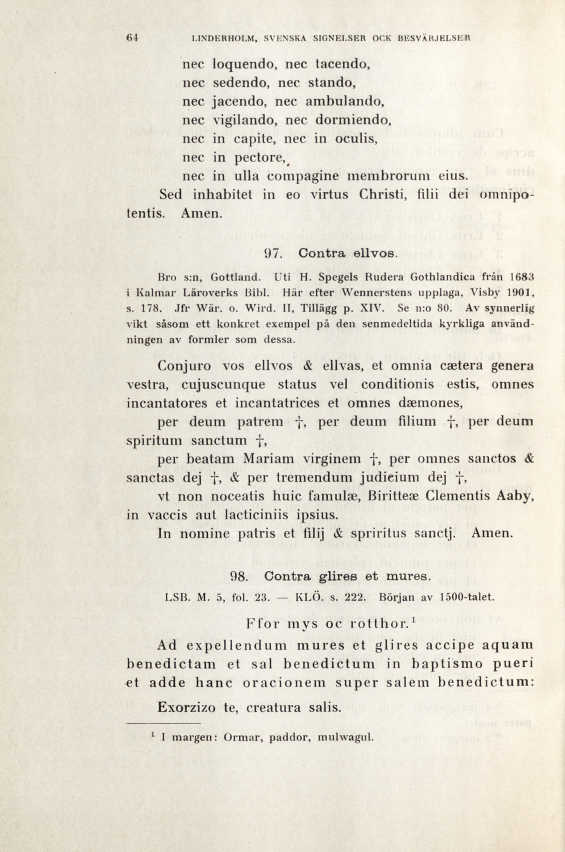 64 LINDERHOLM, SVENSKA SIGNELSER OCK BESVÄRJELSER
nec loquendo, nec tacendo,
nec sedendo, nec stando,
nec jacendo, nec ambulando,
nec vigilando, nec dormiendo,
nec in capite, nec in oculis,
nec in pectore,
nec in ulla compagine membrorum eius.
Sed inhabitet in eo virtus Christi, filii dei omnipo-
tentis. Amen.
97. Contra ellvos.
Bro s:n, Gottland. Uti H. Spegels Rudera Gothlandica från 1683
i Kalmar Läroverks Bibl. Här efter Wennerstens upplaga, Visby 1901,
s. 178. Jfr Wär. o. Wird. II, Tillägg p. XIV. Se n:o 80. Av synnerlig
vikt såsom ett konkret exempel på den senmedeltida kyrkliga använd-
ningen av formler som dessa.
Conjuro vos ellvos & ellvas, et omnia cætera genera
vestra, cujuscunque status vel conditionis estis, omnes
incantatores et incantatrices et omnes dæmones,
per deum patrem †, per deum filium †, per deum
spiritum sanctum †,
per beatam Mariam virginem †, per omnes sanctos &
sanctas dej †, & per tremendum judicium dej †,
vt non noceatis huic famulæ, Biritteæ Clementis Aaby,
in vaccis aut lacticiniis ipsius.
In nomine patris et filij & spriritus sanctj. Amen.
98. Contra glires et mures.
LSB. M. 5, fol. 23. — KLÖ. s. 222. Början av 1500-talet.
Ffor mys oc rotthor.¹
Ad expellendum mures et glires accipe aquam
benedictam et sal benedictum in baptismo pueri
et adde hanc oracionem super salem benedictum:
Exorzizo te, creatura salis.
¹ I margen: Ormar, paddor, mulwagul.